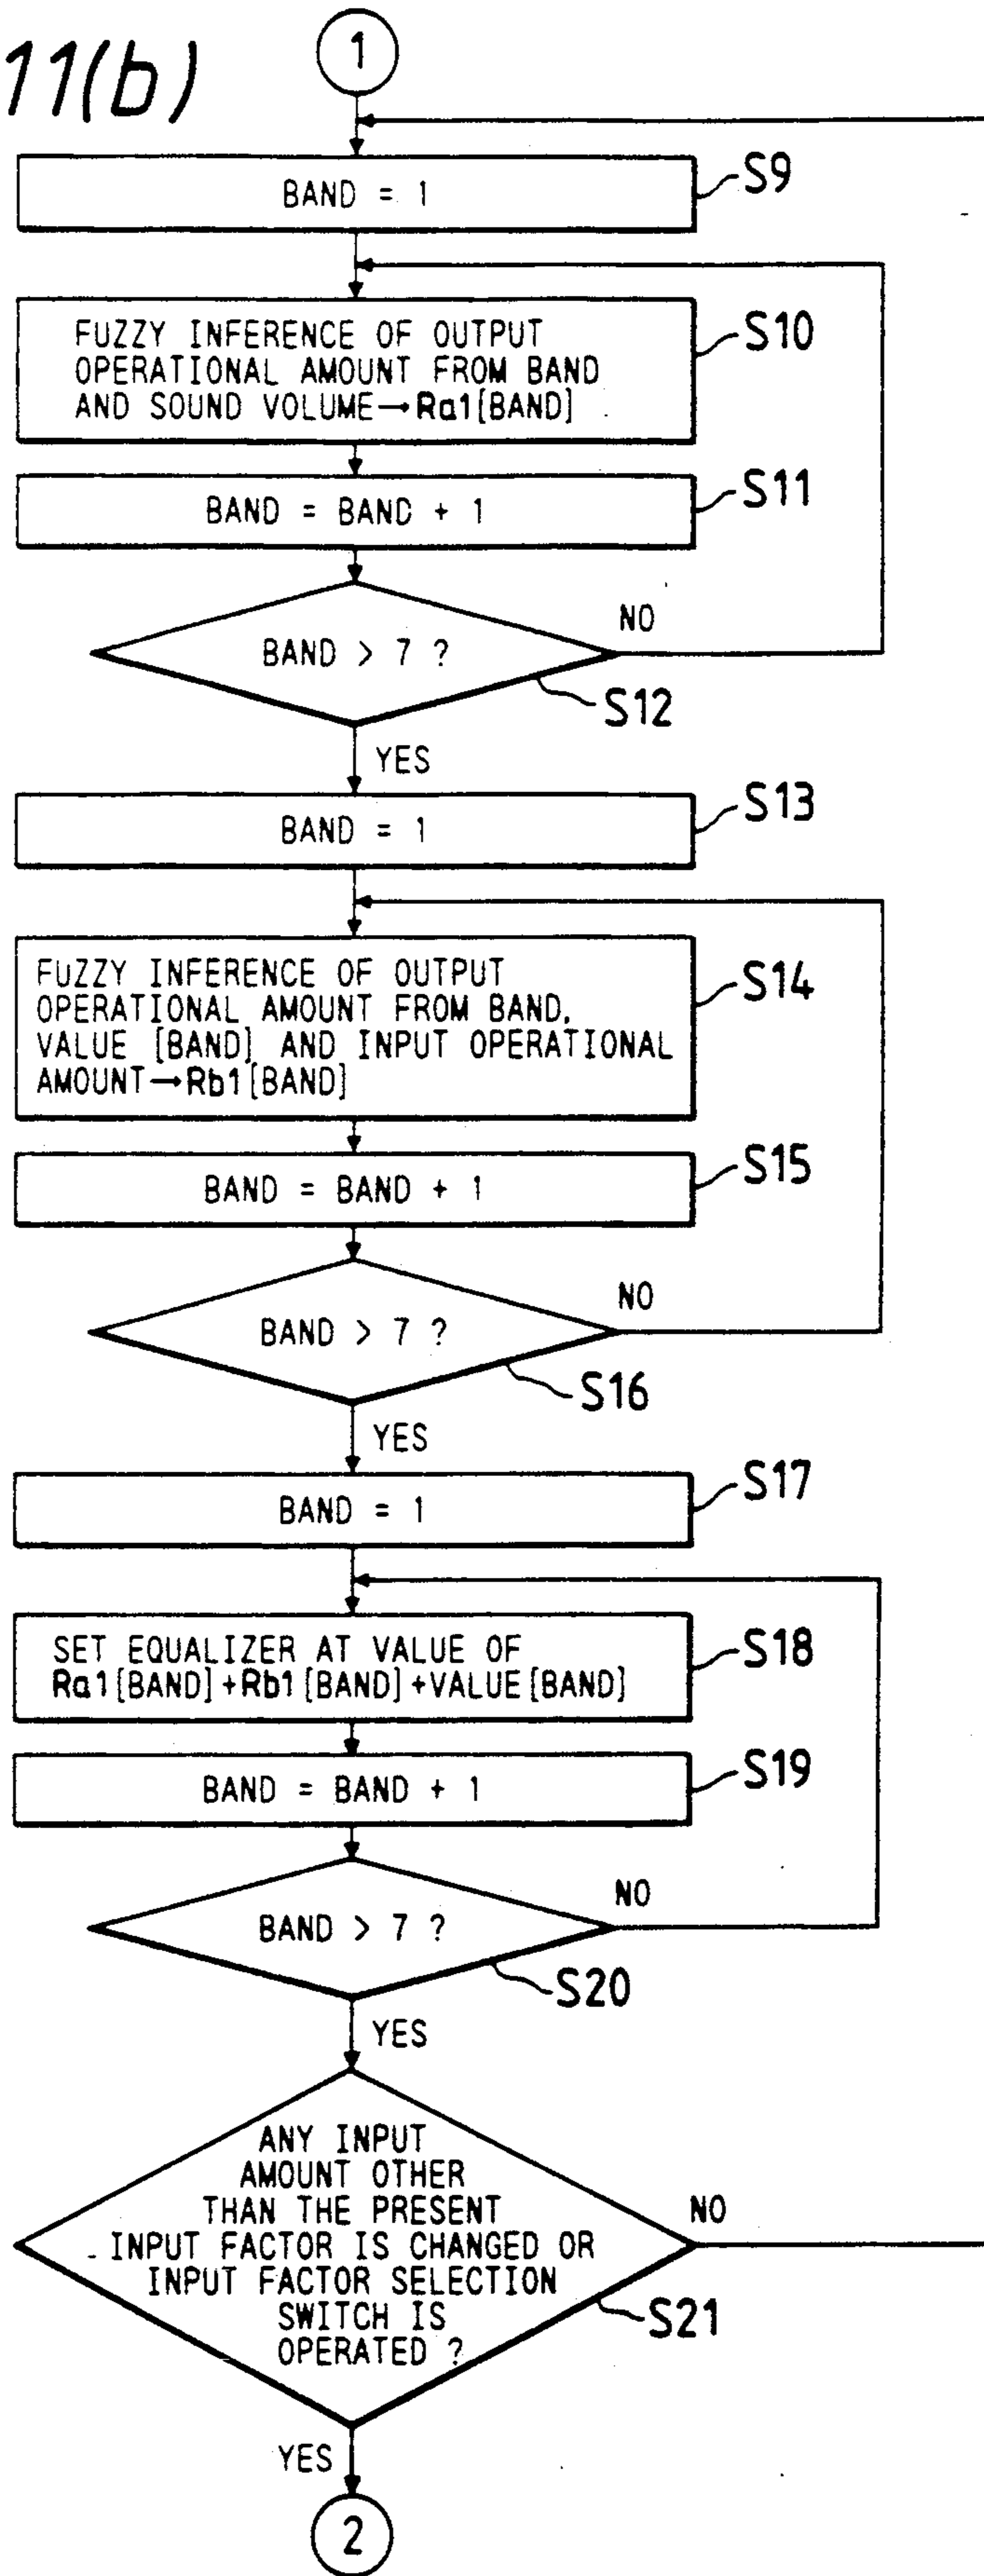 11(b)
1
BAND = 1
S9
FUZZY INFERENCE OF OUTPUT
OPERATIONAL AMOUNT FROM BAND
AND SOUND VOLUME→Ra1[BAND]
S10
BAND = BAND + 1
S11
BAND > 7 ?
NO
S12
YES
BAND = 1
S13
FUZZY INFERENCE OF OUTPUT
OPERATIONAL AMOUNT FROM BAND,
VALUE [BAND] AND INPUT OPERATIONAL
AMOUNT→Rb1[BAND]
S14
BAND = BAND + 1
S15
BAND > 7 ?
NO
S16
YES
BAND = 1
S17
SET EQUALIZER AT VALUE OF
Ra1[BAND]+Rb1[BAND]+VALUE[BAND]
S18
BAND = BAND + 1
S19
BAND > 7 ?
NO
S20
YES
ANY INPUT
AMOUNT OTHER
THAN THE PRESENT
INPUT FACTOR IS CHANGED OR
INPUT FACTOR SELECTION
SWITCH IS
OPERATED ?
NO
S21
YES
2